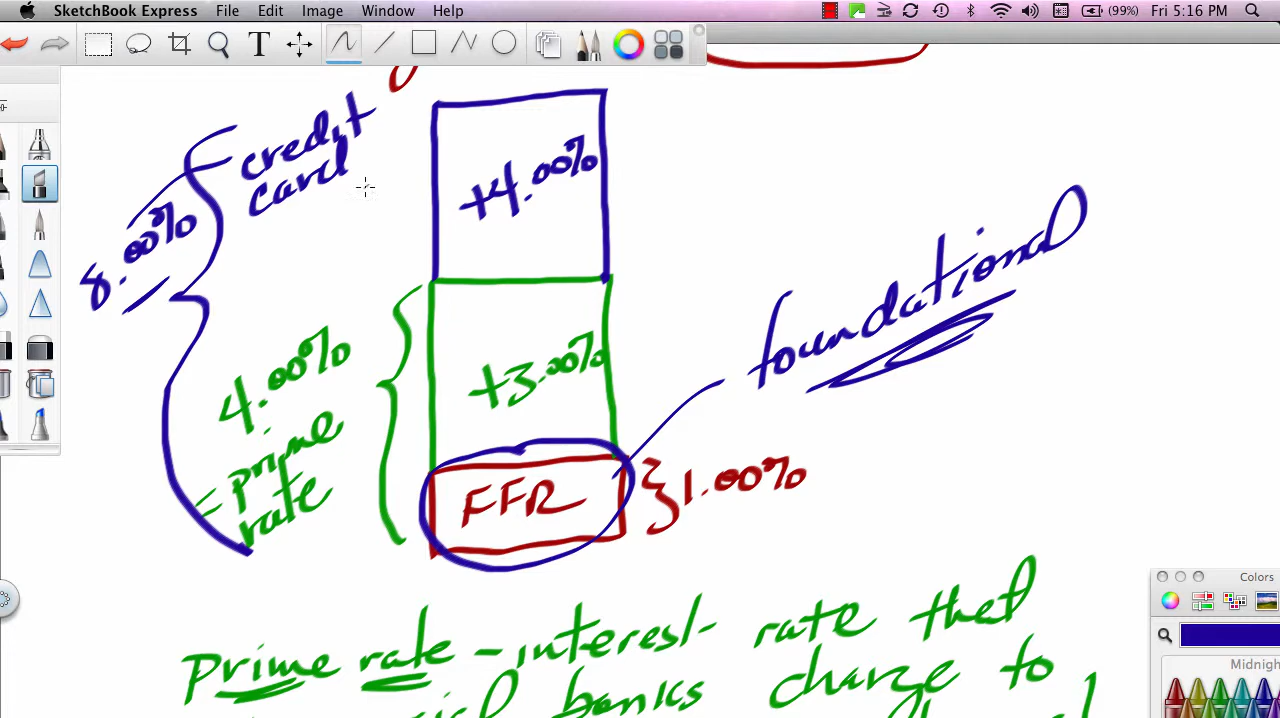 SketchBook Express File Edit Image Window Help (99%) Fri 5:16 PM
T
credit
card
+4.00%
8.00%
foundational
+3.00%
4.00%
= prime
rate
FFR
1.00%
Colors
Prime rate - interest rate that
banks charge to
Midnigh